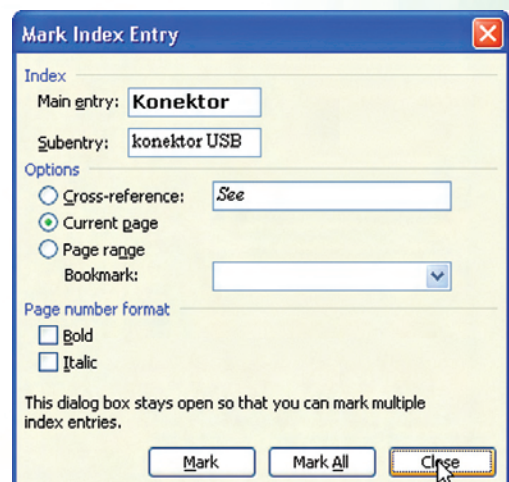 Mark Index Entry
Index
Main entry: Konektor
Subentry: konektor USB
Options
Cross-reference: See
Current page
Page range
Bookmark:
Page number format
Bold
Italic
This dialog box stays open so that you can mark multiple
index entries.
Mark Mark All Close